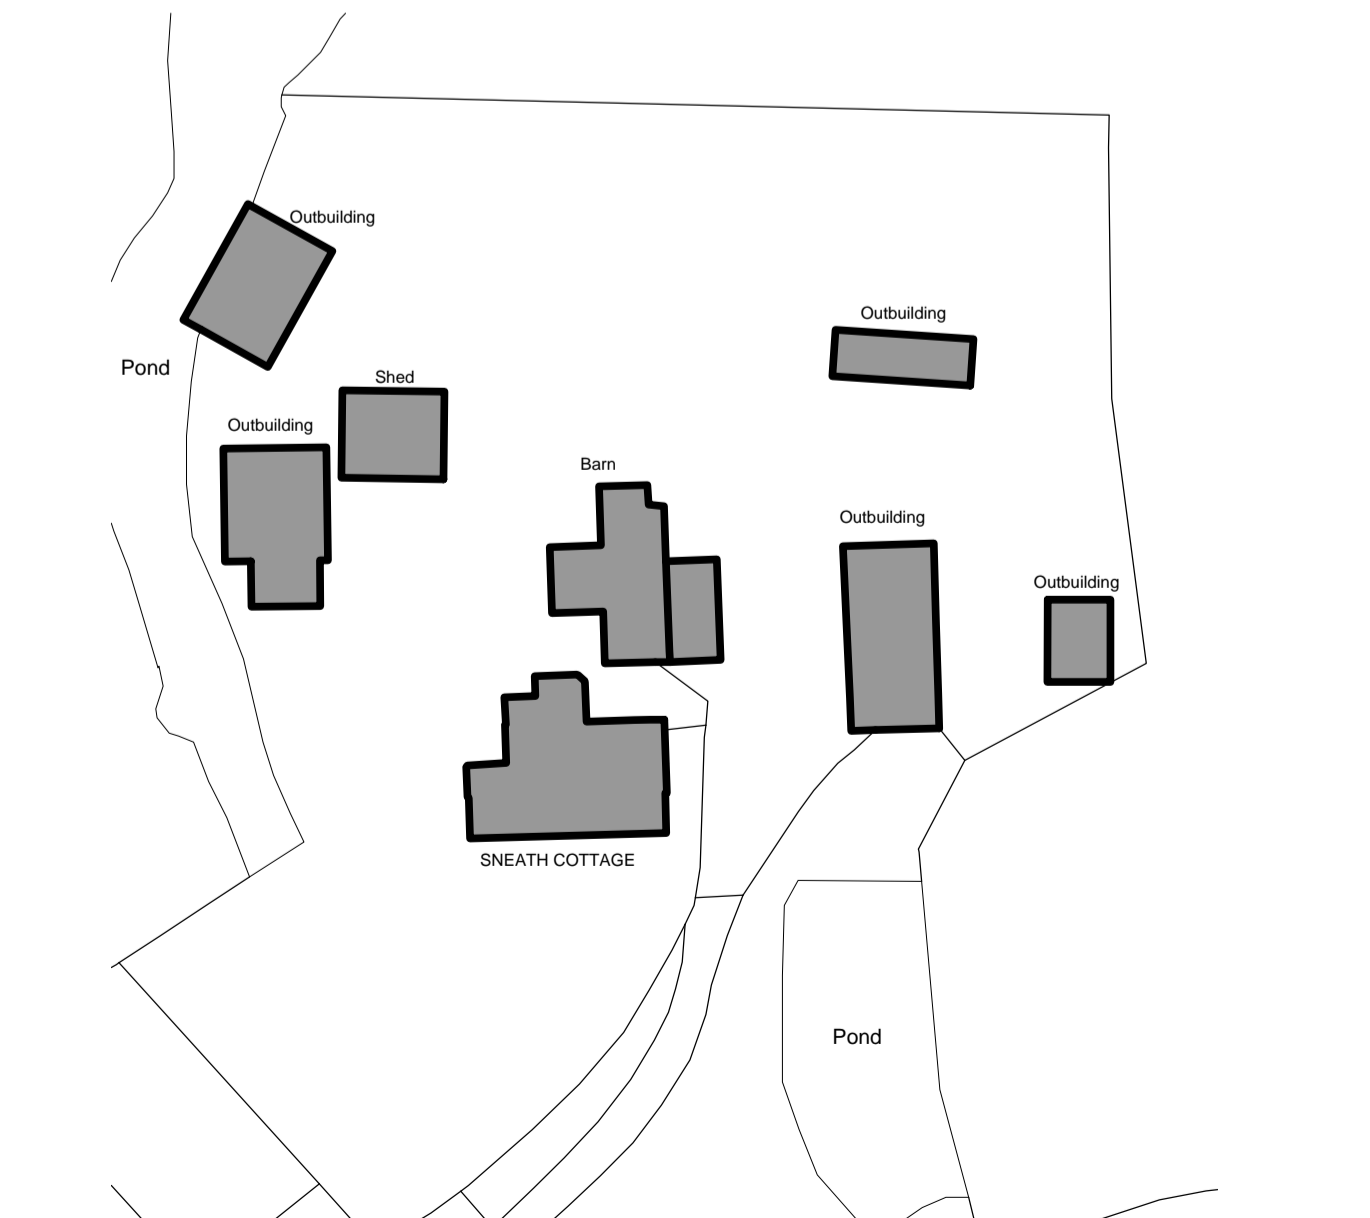 Outbuilding
Outbuilding
Pond
Shed
Outbuilding
Barn
Outbuilding
Outbuilding
SNEATH COTTAGE
Pond